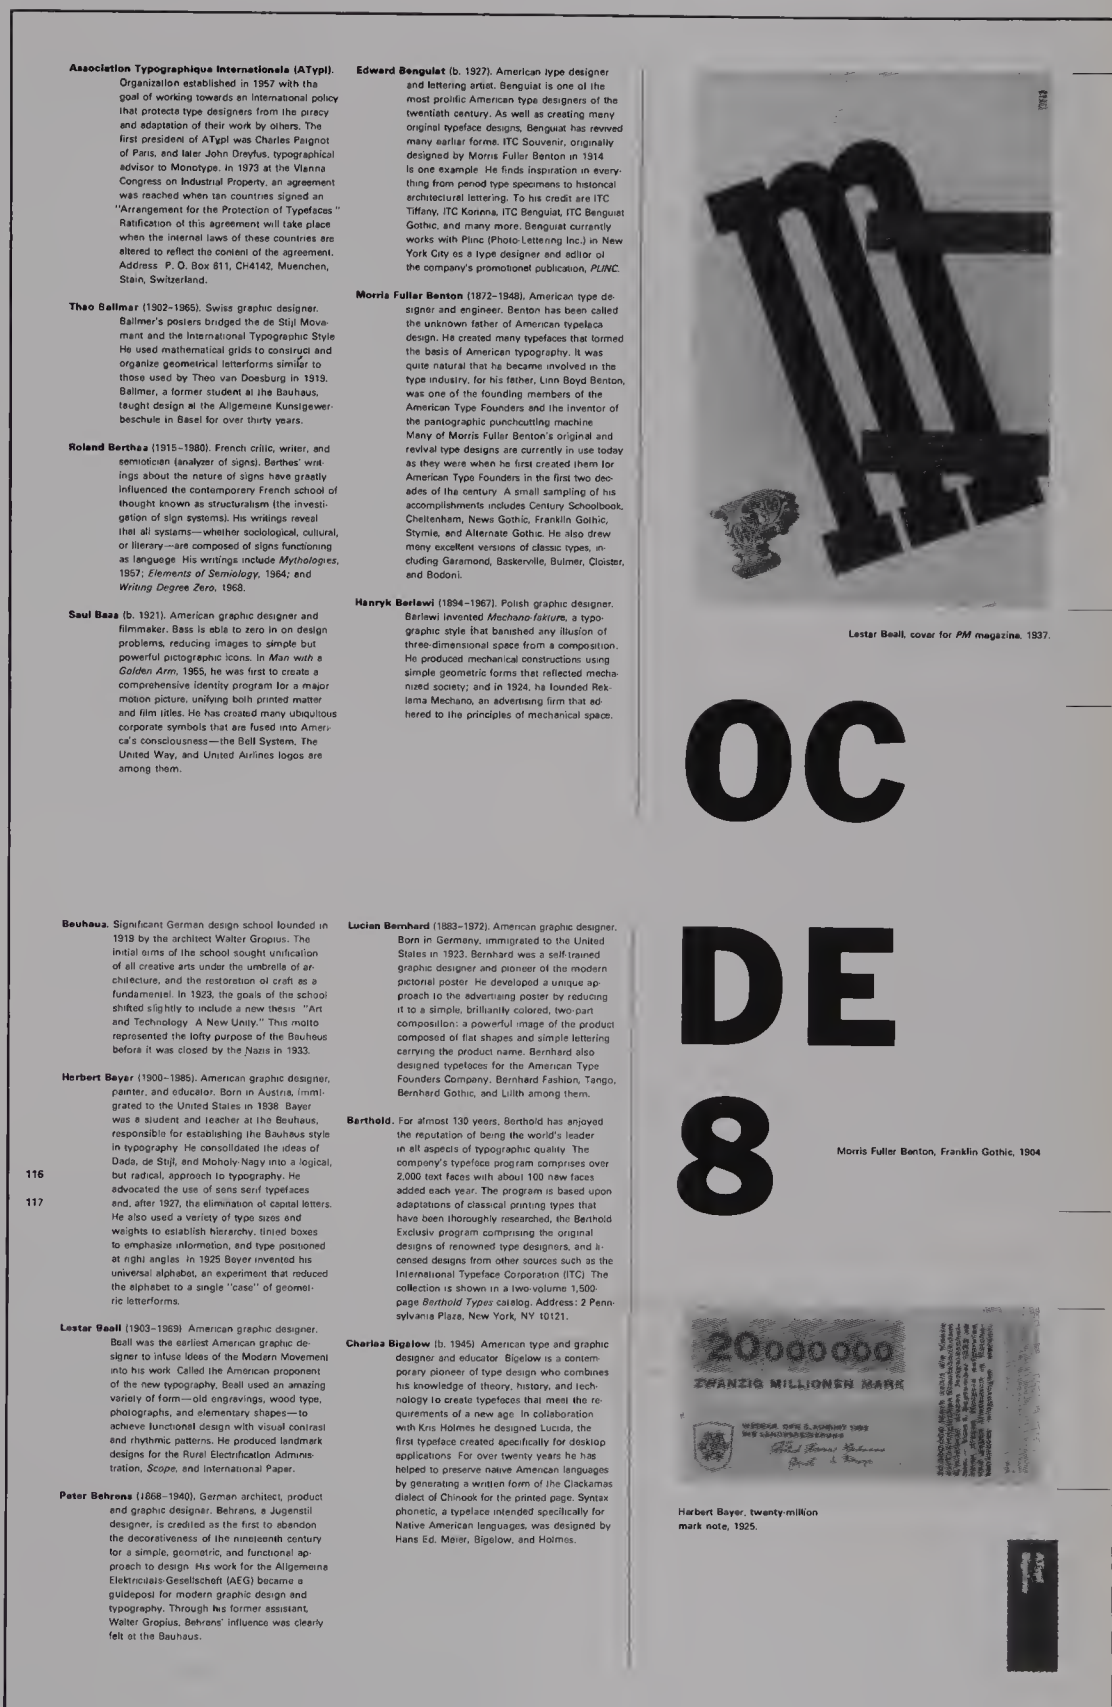 Association Typographique Internationale (ATypI).
Organization established in 1957 with the
goal of working towards an International policy
that protects type designers from the piracy
and adaptation of their work by others. The
first president of ATypI was Charles Paignot
of Paris, and later John Dreyfus, typographical
advisor to Monotype. In 1973 at the Vianna
Congress on Industrial Property, an agreement
was reached when tan countries signed an
"Arrangement for the Protection of Typefaces"
Ratification of this agreement will take place
when the internal laws of these countries are
altered to reflect the content of the agreement.
Address P. O. Box 611, CH4142, Muenchen,
Stain, Switzerland.
Theo Ballmar (1902–1965). Swiss graphic designer.
Ballmer's posters bridged the de Stijl Move-
mant and the International Typographic Style
He used mathematical grids to construct and
organize geometrical letterforms similar to
those used by Theo van Doesburg in 1919.
Ballmer, a former student at the Bauhaus,
taught design at the Allgemeine Kunstgewer-
beschule in Basel for over thirty years.
Roland Barthes (1915–1980). French critic, writer, and
semiotician (analyzer of signs). Barthes' writ-
ings about the nature of signs have greatly
influenced the contemporary French school of
thought known as structuralism (the investi-
gation of sign systems). His writings reveal
that all systams—whether sociological, cultural,
or literary—are composed of signs functioning
as language His writings include Mythologies,
1957; Elements of Semiology, 1964; and
Writing Degree Zero, 1968.
Saul Bass (b. 1921). American graphic designer and
filmmaker. Bass is able to zero in on design
problems, reducing images to simple but
powerful pictographic icons. In Man with a
Golden Arm, 1955, he was first to create a
comprehensive identity program for a major
motion picture, unifying both printed matter
and film titles. He has created many ubiquitous
corporate symbols that are fused into Ameri-
ca's consciousness—the Bell System, The
United Way, and United Airlines logos are
among them.
Edward Benguiat (b. 1927). American type designer
and lettering artist. Benguiat is one of the
most prolific American type designers of the
twentieth century. As well as creating many
original typeface designs, Benguiat has revived
many earlier forms. ITC Souvenir, originally
designed by Morris Fuller Benton in 1914
is one example He finds inspiration in every-
thing from period type specimens to historical
architectural lettering. To his credit are ITC
Tiffany, ITC Korinna, ITC Benguiat, ITC Benguiat
Gothic, and many more. Benguiat currently
works with Plinc (Photo-Lettering Inc.) in New
York City as a type designer and editor of
the company's promotional publication, PLINC.
Morris Fuller Benton (1872–1948). American type de-
signer and engineer. Benton has been called
the unknown father of American typeface
design. He created many typefaces that formed
the basis of American typography. It was
quite natural that he became involved in the
type industry, for his father, Linn Boyd Benton,
was one of the founding members of the
American Type Founders and the inventor of
the pantographic punchcutting machine
Many of Morris Fuller Benton's original and
revival type designs are currently in use today
as they were when he first created them for
American Type Founders in the first two dec-
ades of the century A small sampling of his
accomplishments includes Century Schoolbook,
Cheltenham, News Gothic, Franklin Gothic,
Stymie, and Alternate Gothic. He also drew
many excellent versions of classic types, in-
cluding Garamond, Baskerville, Bulmer, Cloister,
and Bodoni.
Henryk Berlewi (1894–1967). Polish graphic designer.
Barlewi invented Mechano-fakture, a typo-
graphic style that banished any illusion of
three-dimensional space from a composition.
He produced mechanical constructions using
simple geometric forms that reflected mecha-
nized society; and in 1924, he founded Rek-
lama Mechano, an advertising firm that ad-
hered to the principles of mechanical space.
PM
Lestar Beall, cover for PM magazine, 1937.
OC
DE
8
Morris Fuller Benton, Franklin Gothic, 1904
Bauhaus. Significant German design school founded in
1919 by the architect Walter Gropius. The
initial aims of the school sought unification
of all creative arts under the umbrella of ar-
chitecture, and the restoration of craft as a
fundamental. In 1923, the goals of the school
shifted slightly to include a new thesis "Art
and Technology A New Unity." This motto
represented the lofty purpose of the Bauhaus
before it was closed by the Nazis in 1933.
Herbert Bayer (1900–1985). American graphic designer,
painter, and educator. Born in Austria, immi-
grated to the United States in 1938 Bayer
was a student and teacher at the Bauhaus,
responsible for establishing the Bauhaus style
in typography He consolidated the ideas of
Dada, de Stijl, and Moholy-Nagy into a logical,
but radical, approach to typography. He
advocated the use of sans serif typefaces
and, after 1927, the elimination of capital letters.
He also used a variety of type sizes and
weights to establish hierarchy, tinted boxes
to emphasize information, and type positioned
at right angles In 1925 Bayer invented his
universal alphabet, an experiment that reduced
the alphabet to a single "case" of geomet-
ric letterforms.
116
117
Lestar Beall (1903–1969) American graphic designer.
Beall was the earliest American graphic de-
signer to infuse ideas of the Modern Movement
into his work Called the American proponent
of the new typography, Beall used an amazing
variety of form—old engravings, wood type,
photographs, and elementary shapes—to
achieve functional design with visual contrast
and rhythmic patterns. He produced landmark
designs for the Rural Electrification Adminis-
tration, Scope, and International Paper.
Peter Behrens (1868–1940). German architect, product
and graphic designer. Behrens, a Jugenstil
designer, is credited as the first to abandon
the decorativeness of the nineteenth century
for a simple, geometric, and functional ap-
proach to design His work for the Allgemeine
Elektricitats-Gesellschaft (AEG) became a
guidepost for modern graphic design and
typography. Through his former assistant,
Walter Gropius, Behrens' influence was clearly
felt at the Bauhaus.
Lucian Bernhard (1883–1972). American graphic designer.
Born in Germany, immigrated to the United
States in 1923. Bernhard was a self-trained
graphic designer and pioneer of the modern
pictorial poster He developed a unique ap-
proach to the advertising poster by reducing
it to a simple, brilliantly colored, two-part
composition: a powerful image of the product
composed of flat shapes and simple lettering
carrying the product name. Bernhard also
designed typefaces for the American Type
Founders Company. Bernhard Fashion, Tango,
Bernhard Gothic, and Lilith among them.
Berthold. For almost 130 years, Berthold has enjoyed
the reputation of being the world's leader
in all aspects of typographic quality The
company's typeface program comprises over
2,000 text faces with about 100 new faces
added each year. The program is based upon
adaptations of classical printing types that
have been thoroughly researched, the Berthold
Exclusiv program comprising the original
designs of renowned type designers, and li-
censed designs from other sources such as the
International Typeface Corporation (ITC) The
collection is shown in a two-volume 1,500-
page Berthold Types catalog. Address: 2 Penn-
sylvania Plaza, New York, NY 10121.
Charles Bigelow (b. 1945) American type and graphic
designer and educator Bigelow is a contem-
porary pioneer of type design who combines
his knowledge of theory, history, and tech-
nology to create typefaces that meet the re-
quirements of a new age In collaboration
with Kris Holmes he designed Lucida, the
first typeface created specifically for desktop
applications For over twenty years he has
helped to preserve native American languages
by generating a written form of the Clackamas
dialect of Chinook for the printed page. Syntax
phonetic, a typeface intended specifically for
Native American languages, was designed by
Hans Ed. Meier, Bigelow, and Holmes.
20000000
ZWANZIG MILLIONEN MARK
WEIMAR, DEN 9. AUGUST 1923
DIE LANDESREGIERUNG
Harbert Bayer, twenty-million
mark note, 1925.
ATypI
Bigelow